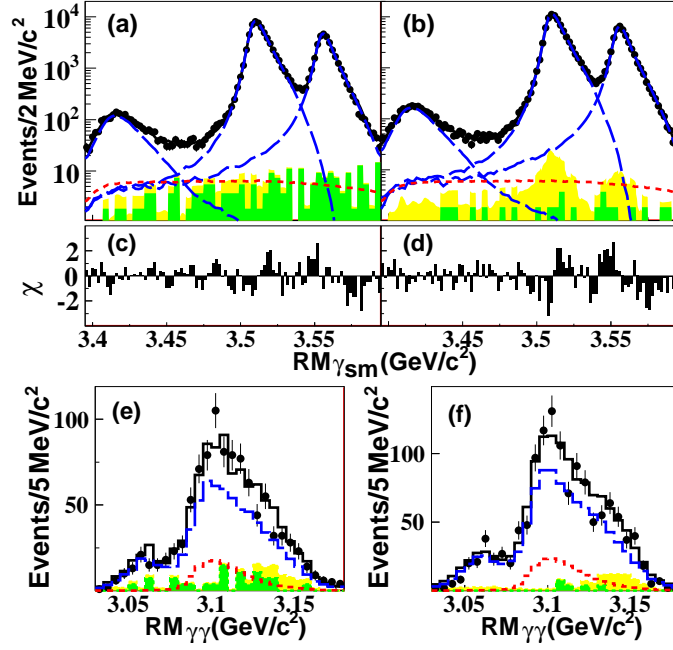 (a) (b)
Events/2 MeV/c²
10⁴
10³
10²
10
(c) (d)
χ
2
0
-2
3.4 3.45 3.5 3.55 3.45 3.5 3.55
RMγsm(GeV/c²)
(e) (f)
Events/5 MeV/c²
100
50
3.05 3.1 3.15
RMγγ(GeV/c²)
Events/5 MeV/c²
100
50
3.05 3.1 3.15
RMγγ(GeV/c²)